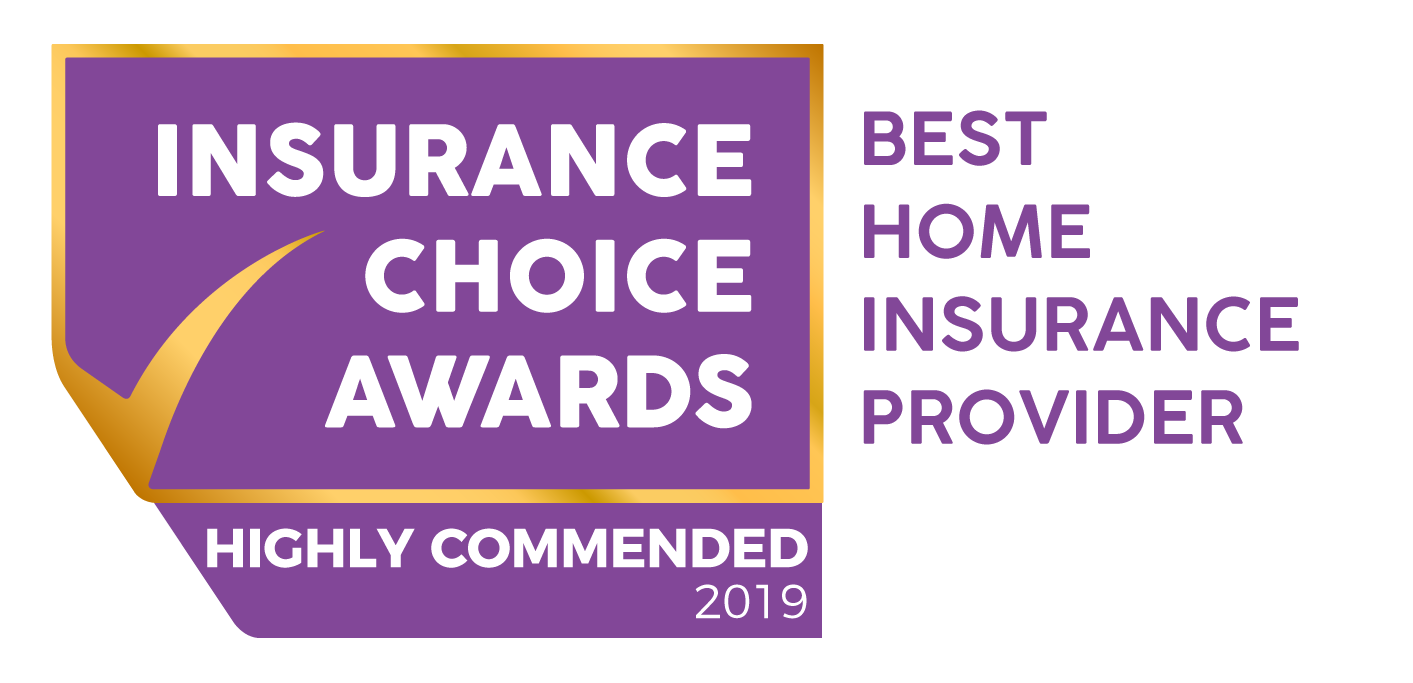 INSURANCE
CHOICE
AWARDS
HIGHLY COMMENDED
2019
BEST
HOME
INSURANCE
PROVIDER